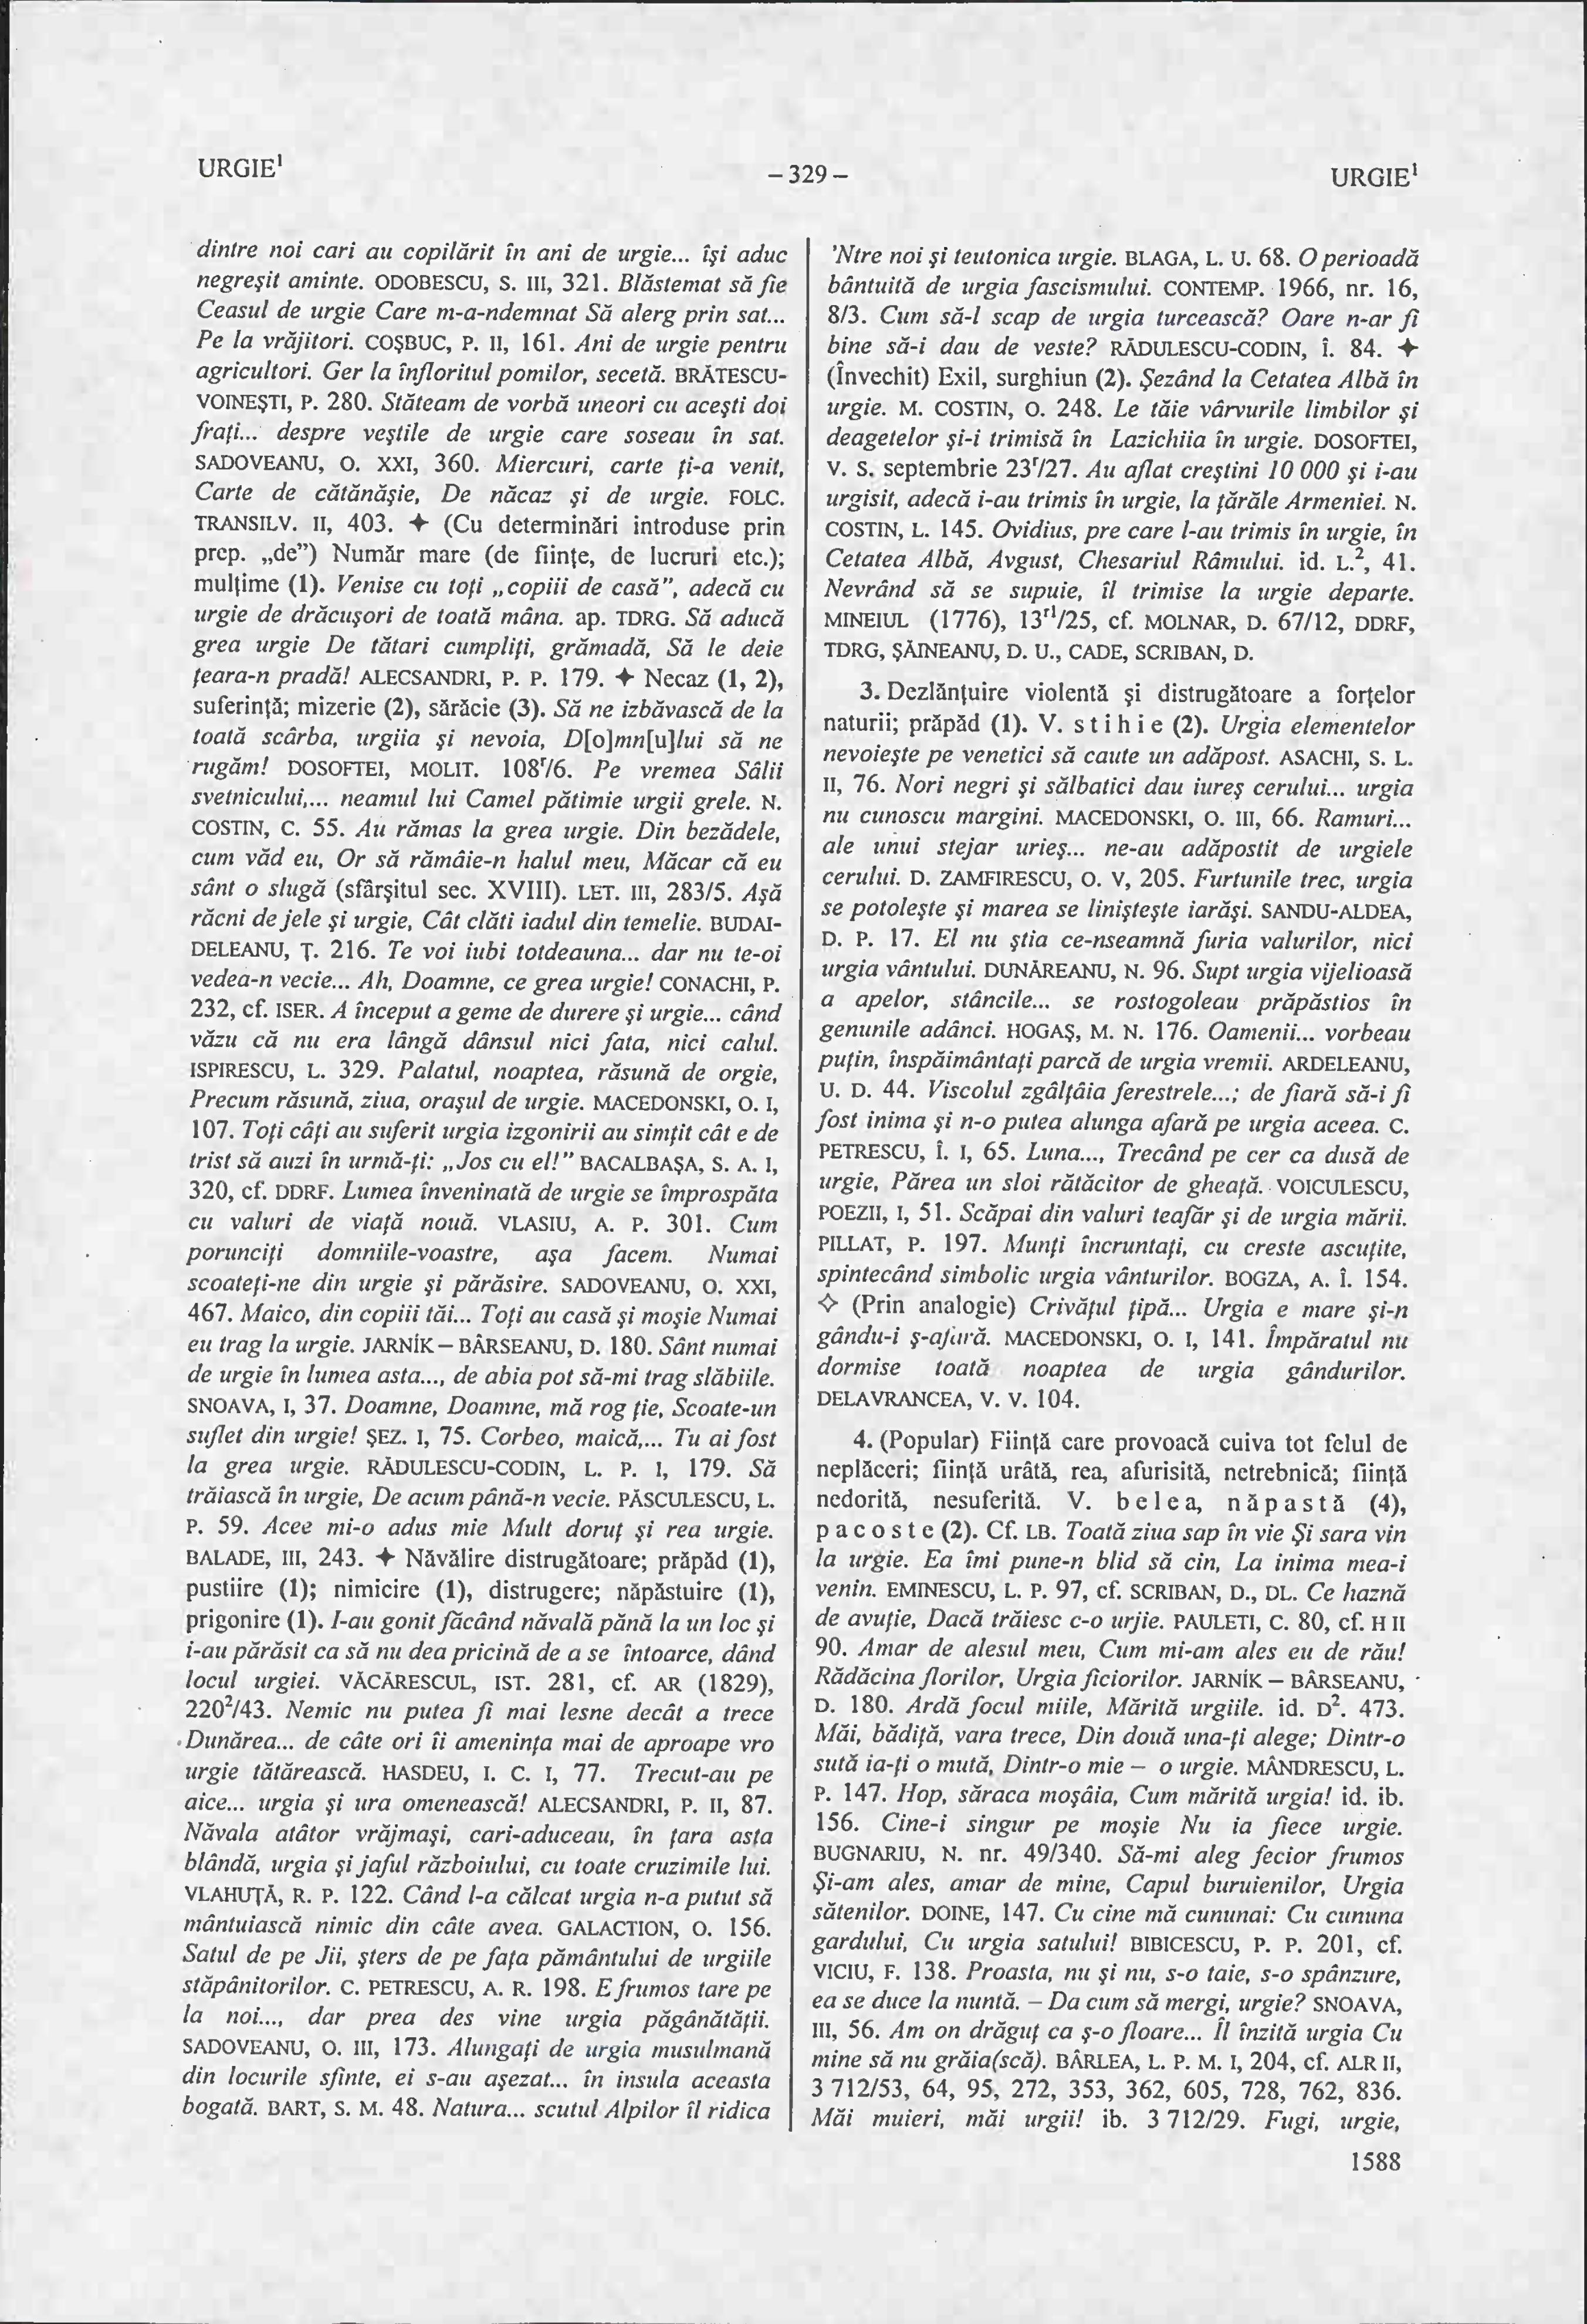 URGIE¹
– 329 –
URGIE¹
dintre noi cari au copilărit în ani de urgie... îşi aduc
negreşit aminte. ODOBESCU, S. III, 321. Blăstemat să fie
Ceasul de urgie Care m-a-ndemnat Să alerg prin sat...
Pe la vrăjitori. COŞBUC, P. II, 161. Ani de urgie pentru
agricultori. Ger la înfloritul pomilor, secetă. BRĂTESCU-
VOINEŞTI, P. 280. Stăteam de vorbă uneori cu aceşti doi
fraţi... despre veştile de urgie care soseau în sat.
SADOVEANU, O. XXI, 360. Miercuri, carte ţi-a venit,
Carte de cătănăşie, De năcaz şi de urgie. FOLC.
TRANSILV. II, 403. ✦ (Cu determinări introduse prin
prep. „de”) Număr mare (de fiinţe, de lucruri etc.);
mulţime (1). Venise cu toţi „copiii de casă”, adecă cu
urgie de drăcuşori de toată mâna. ap. TDRG. Să aducă
grea urgie De tătari cumpliţi, grămadă, Să le deie
ţeara-n pradă! ALECSANDRI, P. P. 179. ✦ Necaz (1, 2),
suferinţă; mizerie (2), sărăcie (3). Să ne izbăvască de la
toată scârba, urgiia şi nevoia, D[o]mn[u]lui să ne
rugăm! DOSOFTEI, MOLIT. 108ʳ/6. Pe vremea Sâlii
svetnicului,... neamul lui Camel pătimie urgii grele. N.
COSTIN, C. 55. Au rămas la grea urgie. Din bezădele,
cum văd eu, Or să rămâie-n halul meu, Măcar că eu
sânt o slugă (sfârşitul sec. XVIII). LET. III, 283/5. Aşă
răcni de jele şi urgie, Cât clăti iadul din temelie. BUDAI-
DELEANU, Ţ. 216. Te voi iubi totdeauna... dar nu te-oi
vedea-n vecie... Ah, Doamne, ce grea urgie! CONACHI, P.
232, cf. ISER. A început a geme de durere şi urgie... când
văzu că nu era lângă dânsul nici fata, nici calul.
ISPIRESCU, L. 329. Palatul, noaptea, răsună de orgie,
Precum răsună, ziua, oraşul de urgie. MACEDONSKI, O. I,
107. Toţi câţi au suferit urgia izgonirii au simţit cât e de
trist să auzi în urmă-ţi: „Jos cu el!” BACALBAŞA, S. A. I,
320, cf. DDRF. Lumea înveninată de urgie se împrospăta
cu valuri de viaţă nouă. VLASIU, A. P. 301. Cum
porunciţi domniile-voastre, aşa facem. Numai
scoateţi-ne din urgie şi părăsire. SADOVEANU, O. XXI,
467. Maico, din copiii tăi... Toţi au casă şi moşie Numai
eu trag la urgie. JARNÍK – BÂRSEANU, D. 180. Sânt numai
de urgie în lumea asta..., de abia pot să-mi trag slăbiile.
SNOAVA, I, 37. Doamne, Doamne, mă rog ţie, Scoate-un
suflet din urgie! ŞEZ. I, 75. Corbeo, maică,... Tu ai fost
la grea urgie. RĂDULESCU-CODIN, L. P. I, 179. Să
trăiască în urgie, De acum până-n vecie. PĂSCULESCU, L.
P. 59. Acee mi-o adus mie Mult doruţ şi rea urgie.
BALADE, III, 243. ✦ Năvălire distrugătoare; prăpăd (1),
pustiire (1); nimicire (1), distrugere; năpăstuire (1),
prigonire (1). I-au gonit făcând năvală până la un loc şi
i-au părăsit ca să nu dea pricină de a se întoarce, dând
locul urgiei. VĂCĂRESCUL, IST. 281, cf. AR (1829),
220²/43. Nemic nu putea fi mai lesne decât a trece
Dunărea... de câte ori îi ameninţa mai de aproape vro
urgie tătărească. HASDEU, I. C. I, 77. Trecut-au pe
aice... urgia şi ura omenească! ALECSANDRI, P. II, 87.
Năvala atâtor vrăjmaşi, cari-aduceau, în ţara asta
blândă, urgia şi jaful războiului, cu toate cruzimile lui.
VLAHUŢĂ, R. P. 122. Când l-a călcat urgia n-a putut să
mântuiască nimic din câte avea. GALACTION, O. 156.
Satul de pe Jii, şters de pe faţa pământului de urgiile
stăpânitorilor. C. PETRESCU, A. R. 198. E frumos tare pe
la noi..., dar prea des vine urgia păgânătăţii.
SADOVEANU, O. III, 173. Alungaţi de urgia musulmană
din locurile sfinte, ei s-au aşezat... în insula aceasta
bogată. BART, S. M. 48. Natura... scutul Alpilor îl ridica
’Ntre noi şi teutonica urgie. BLAGA, L. U. 68. O perioadă
bântuită de urgia fascismului. CONTEMP. 1966, nr. 16,
8/3. Cum să-l scap de urgia turcească? Oare n-ar fi
bine să-i dau de veste? RĂDULESCU-CODIN, Î. 84. ✦
(Învechit) Exil, surghiun (2). Şezând la Cetatea Albă în
urgie. M. COSTIN, O. 248. Le tăie vârvurile limbilor şi
deagetelor şi-i trimisă în Lazichiia în urgie. DOSOFTEI,
V. S. septembrie 23ʳ/27. Au aflat creştini 10 000 şi i-au
urgisit, adecă i-au trimis în urgie, la ţărăle Armeniei. N.
COSTIN, L. 145. Ovidius, pre care l-au trimis în urgie, în
Cetatea Albă, Avgust, Chesariul Râmului. id. L.², 41.
Nevrând să se supuie, îl trimise la urgie departe.
MINEIUL (1776), 13ʳ¹/25, cf. MOLNAR, D. 67/12, DDRF,
TDRG, ŞĂINEANU, D. U., CADE, SCRIBAN, D.
3. Dezlănţuire violentă şi distrugătoare a forţelor
naturii; prăpăd (1). V. s t i h i e (2). Urgia elementelor
nevoieşte pe venetici să caute un adăpost. ASACHI, S. L.
II, 76. Nori negri şi sălbatici dau iureş cerului... urgia
nu cunoscu margini. MACEDONSKI, O. III, 66. Ramuri...
ale unui stejar urieş... ne-au adăpostit de urgiele
cerului. D. ZAMFIRESCU, O. V, 205. Furtunile trec, urgia
se potoleşte şi marea se linişteşte iarăşi. SANDU-ALDEA,
D. P. 17. El nu ştia ce-nseamnă furia valurilor, nici
urgia vântului. DUNĂREANU, N. 96. Supt urgia vijelioasă
a apelor, stâncile... se rostogoleau prăpăstios în
genunile adânci. HOGAŞ, M. N. 176. Oamenii... vorbeau
puţin, înspăimântaţi parcă de urgia vremii. ARDELEANU,
U. D. 44. Viscolul zgâlţâia ferestrele...; de fiară să-i fi
fost inima şi n-o putea alunga afară pe urgia aceea. C.
PETRESCU, Î. I, 65. Luna..., Trecând pe cer ca dusă de
urgie, Părea un sloi rătăcitor de gheaţă. VOICULESCU,
POEZII, I, 51. Scăpai din valuri teafăr şi de urgia mării.
PILLAT, P. 197. Munţi încruntaţi, cu creste ascuţite,
spintecând simbolic urgia vânturilor. BOGZA, A. Î. 154.
✧ (Prin analogie) Crivăţul ţipă... Urgia e mare şi-n
gându-i ş-afară. MACEDONSKI, O. I, 141. Împăratul nu
dormise toată noaptea de urgia gândurilor.
DELAVRANCEA, V. V. 104.
4. (Popular) Fiinţă care provoacă cuiva tot felul de
neplăceri; fiinţă urâtă, rea, afurisită, netrebnică; fiinţă
nedorită, nesuferită. V. b e l e a, n ă p a s t ă (4),
p a c o s t e (2). Cf. LB. Toată ziua sap în vie Şi sara vin
la urgie. Ea îmi pune-n blid să cin, La inima mea-i
venin. EMINESCU, L. P. 97, cf. SCRIBAN, D., DL. Ce haznă
de avuţie, Dacă trăiesc c-o urjie. PAULETI, C. 80, cf. H II
90. Amar de alesul meu, Cum mi-am ales eu de rău!
Rădăcina florilor, Urgia ficiorilor. JARNÍK – BÂRSEANU,
D. 180. Ardă focul miile, Mărită urgiile. id. D². 473.
Măi, bădiţă, vara trece, Din două una-ţi alege; Dintr-o
sută ia-ţi o mută, Dintr-o mie – o urgie. MÂNDRESCU, L.
P. 147. Hop, săraca moşâia, Cum mărită urgia! id. ib.
156. Cine-i singur pe moşie Nu ia fiece urgie.
BUGNARIU, N. nr. 49/340. Să-mi aleg fecior frumos
Şi-am ales, amar de mine, Capul buruienilor, Urgia
sătenilor. DOINE, 147. Cu cine mă cununai: Cu cununa
gardului, Cu urgia satului! BIBICESCU, P. P. 201, cf.
VICIU, F. 138. Proasta, nu şi nu, s-o taie, s-o spânzure,
ea se duce la nuntă. – Da cum să mergi, urgie? SNOAVA,
III, 56. Am on drăguţ ca ş-o floare... Îl înzită urgia Cu
mine să nu grăia(scă). BÂRLEA, L. P. M. I, 204, cf. ALR II,
3 712/53, 64, 95, 272, 353, 362, 605, 728, 762, 836.
Măi muieri, măi urgii! ib. 3 712/29. Fugi, urgie,
1588